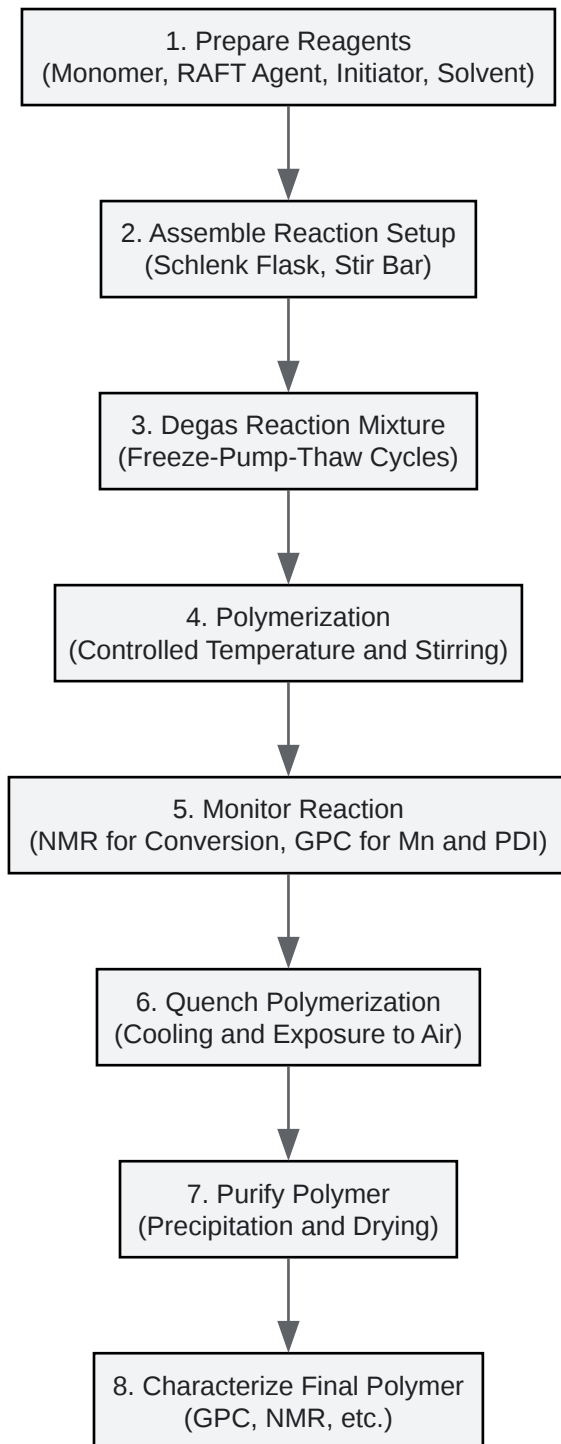 1. Prepare Reagents
(Monomer, RAFT Agent, Initiator, Solvent)
2. Assemble Reaction Setup
(Schlenk Flask, Stir Bar)
3. Degas Reaction Mixture
(Freeze-Pump-Thaw Cycles)
4. Polymerization
(Controlled Temperature and Stirring)
5. Monitor Reaction
(NMR for Conversion, GPC for Mn and PDI)
6. Quench Polymerization
(Cooling and Exposure to Air)
7. Purify Polymer
(Precipitation and Drying)
8. Characterize Final Polymer
(GPC, NMR, etc.)